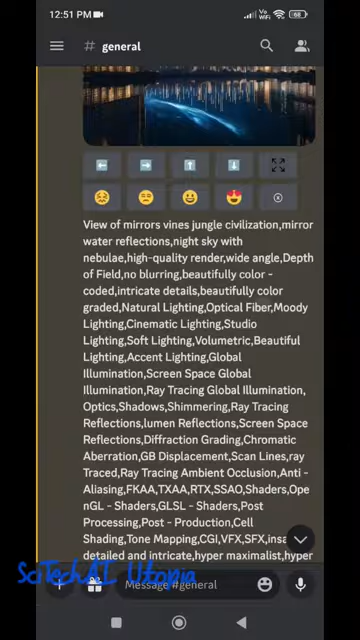 12:51 PM
Vo
WiFi
68
# general
View of mirrors vines jungle civilization,mirror
water reflections,night sky with
nebulae,high-quality render,wide angle,Depth
of Field,no blurring,beautifully color -
coded,intricate details,beautifully color
graded,Natural Lighting,Optical Fiber,Moody
Lighting,Cinematic Lighting,Studio
Lighting,Soft Lighting,Volumetric,Beautiful
Lighting,Accent Lighting,Global
Illumination,Screen Space Global
Illumination,Ray Tracing Global Illumination,
Optics,Shadows,Shimmering,Ray Tracing
Reflections,lumen Reflections,Screen Space
Reflections,Diffraction Grading,Chromatic
Aberration,GB Displacement,Scan Lines,ray
Traced,Ray Tracing Ambient Occlusion,Anti -
Aliasing,FKAA,TXAA,RTX,SSAO,Shaders,Ope
nGL - Shaders,GLSL - Shaders,Post
Processing,Post - Production,Cell
Shading,Tone Mapping,CGI,VFX,SFX,insa
detailed and intricate,hyper maximalist,hyper
SciTechAI Utopia
Message #general